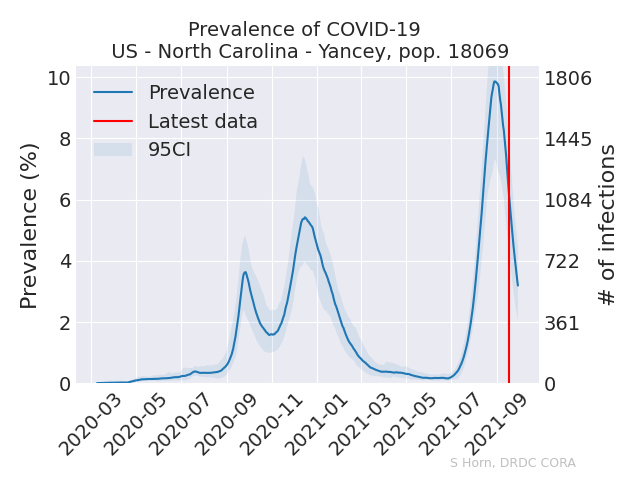 Prevalence of COVID-19
US - North Carolina - Yancey, pop. 18069
Prevalence
Latest data
95CI
Prevalence (%)
10
8
6
4
2
0
1806
1445
1084
722
361
0
# of infections
2020-03
2020-05
2020-07
2020-09
2020-11
2021-01
2021-03
2021-05
2021-07
2021-09
S Horn, DRDC CORA